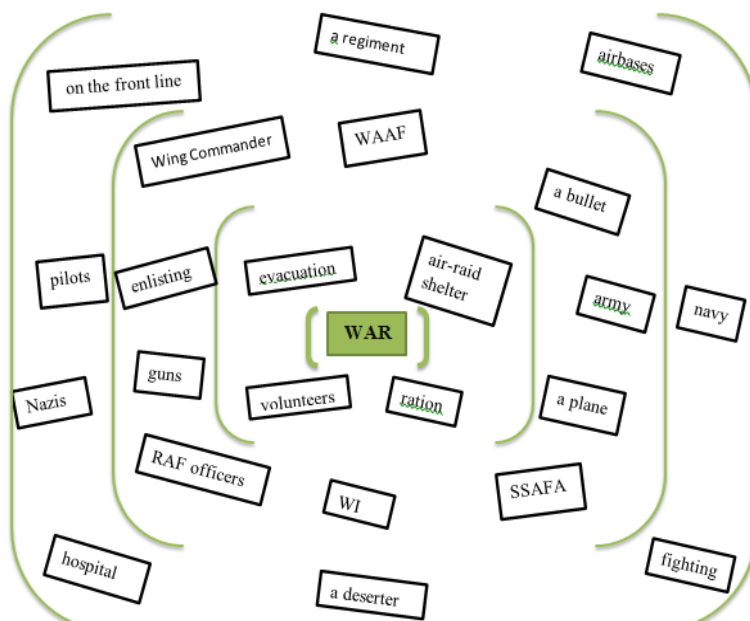 a regiment
airbases
on the front line
Wing Commander
WAAF
a bullet
pilots
enlisting
evacuation
air-raid
shelter
army
navy
WAR
guns
Nazis
volunteers
ration
a plane
RAF officers
WI
SSAFA
hospital
a deserter
fighting